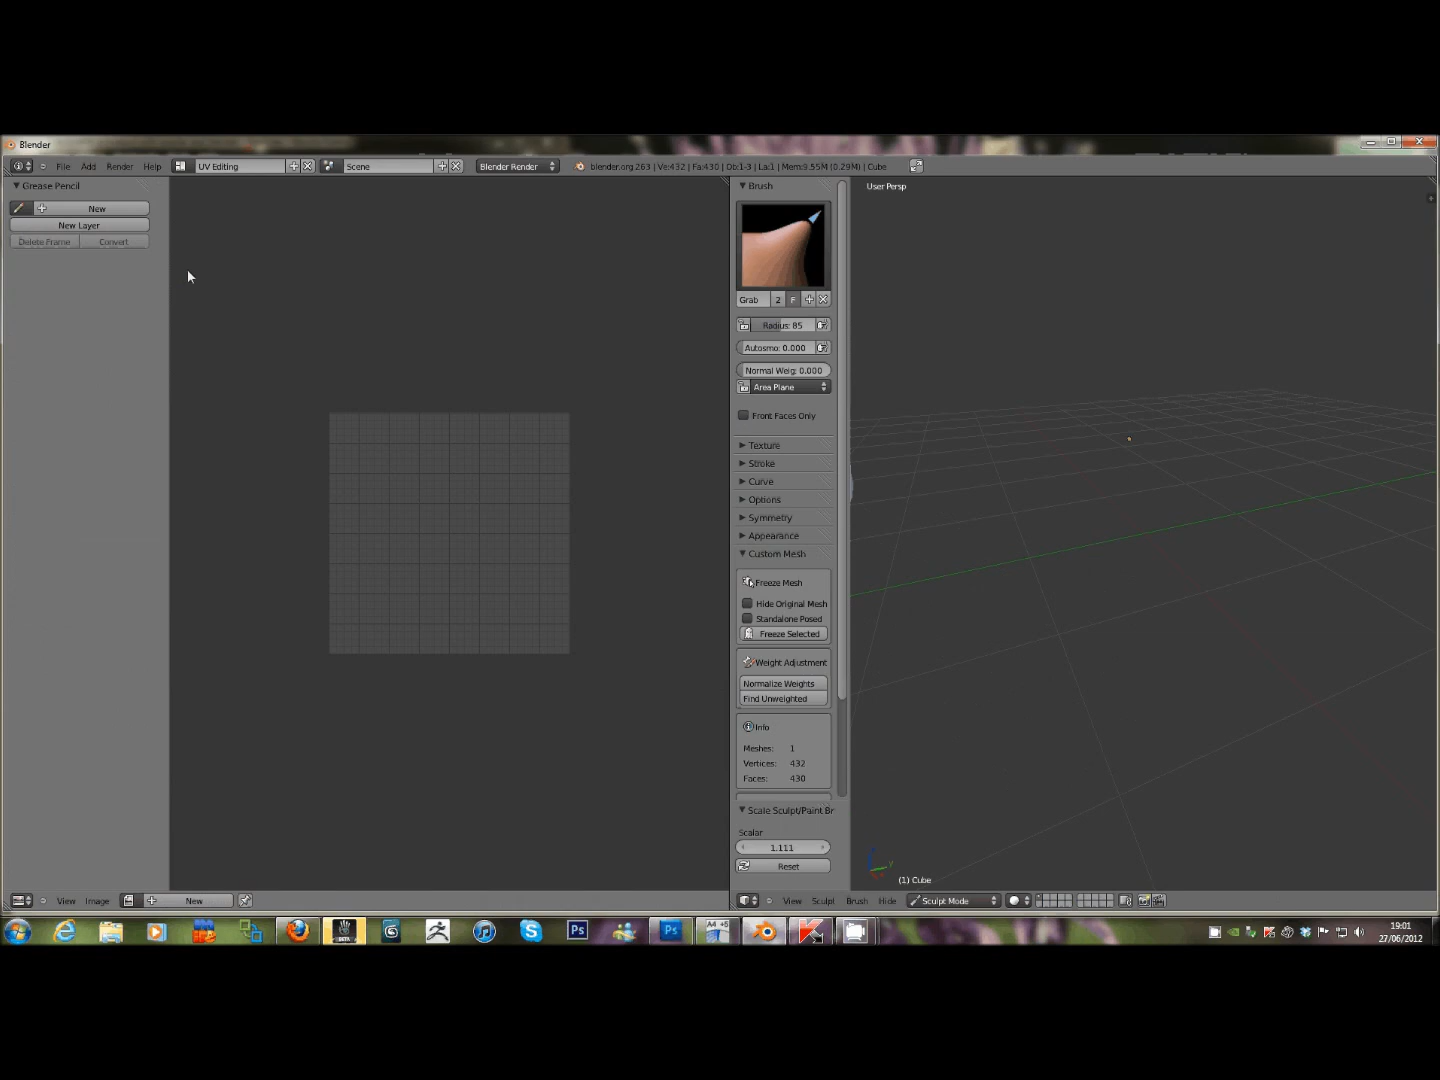 Blender
File Add Render Help UV Editing Scene Blender Render blender.org 263 | Ve:432 | Fa:430 | Ob:1-3 | La:1 | Mem:9.55M (0.29M) | Cube
Grease Pencil
New
New Layer
Delete Frame Convert
Brush
Grab 2 F
Radius: 85
Autosmo: 0.000
Normal Weig: 0.000
Area Plane
Front Faces Only
Texture
Stroke
Curve
Options
Symmetry
Appearance
Custom Mesh
Freeze Mesh
Hide Original Mesh
Standalone Posed
Freeze Selected
Weight Adjustment
Normalize Weights
Find Unweighted
Info
Meshes: 1
Vertices: 432
Faces: 430
Scale Sculpt/Paint Br
Scalar
1.111
Reset
User Persp
y
(1) Cube
View Image New
View Sculpt Brush Hide Sculpt Mode
BETA
Ps
Ps
A4
19:01
27/06/2012